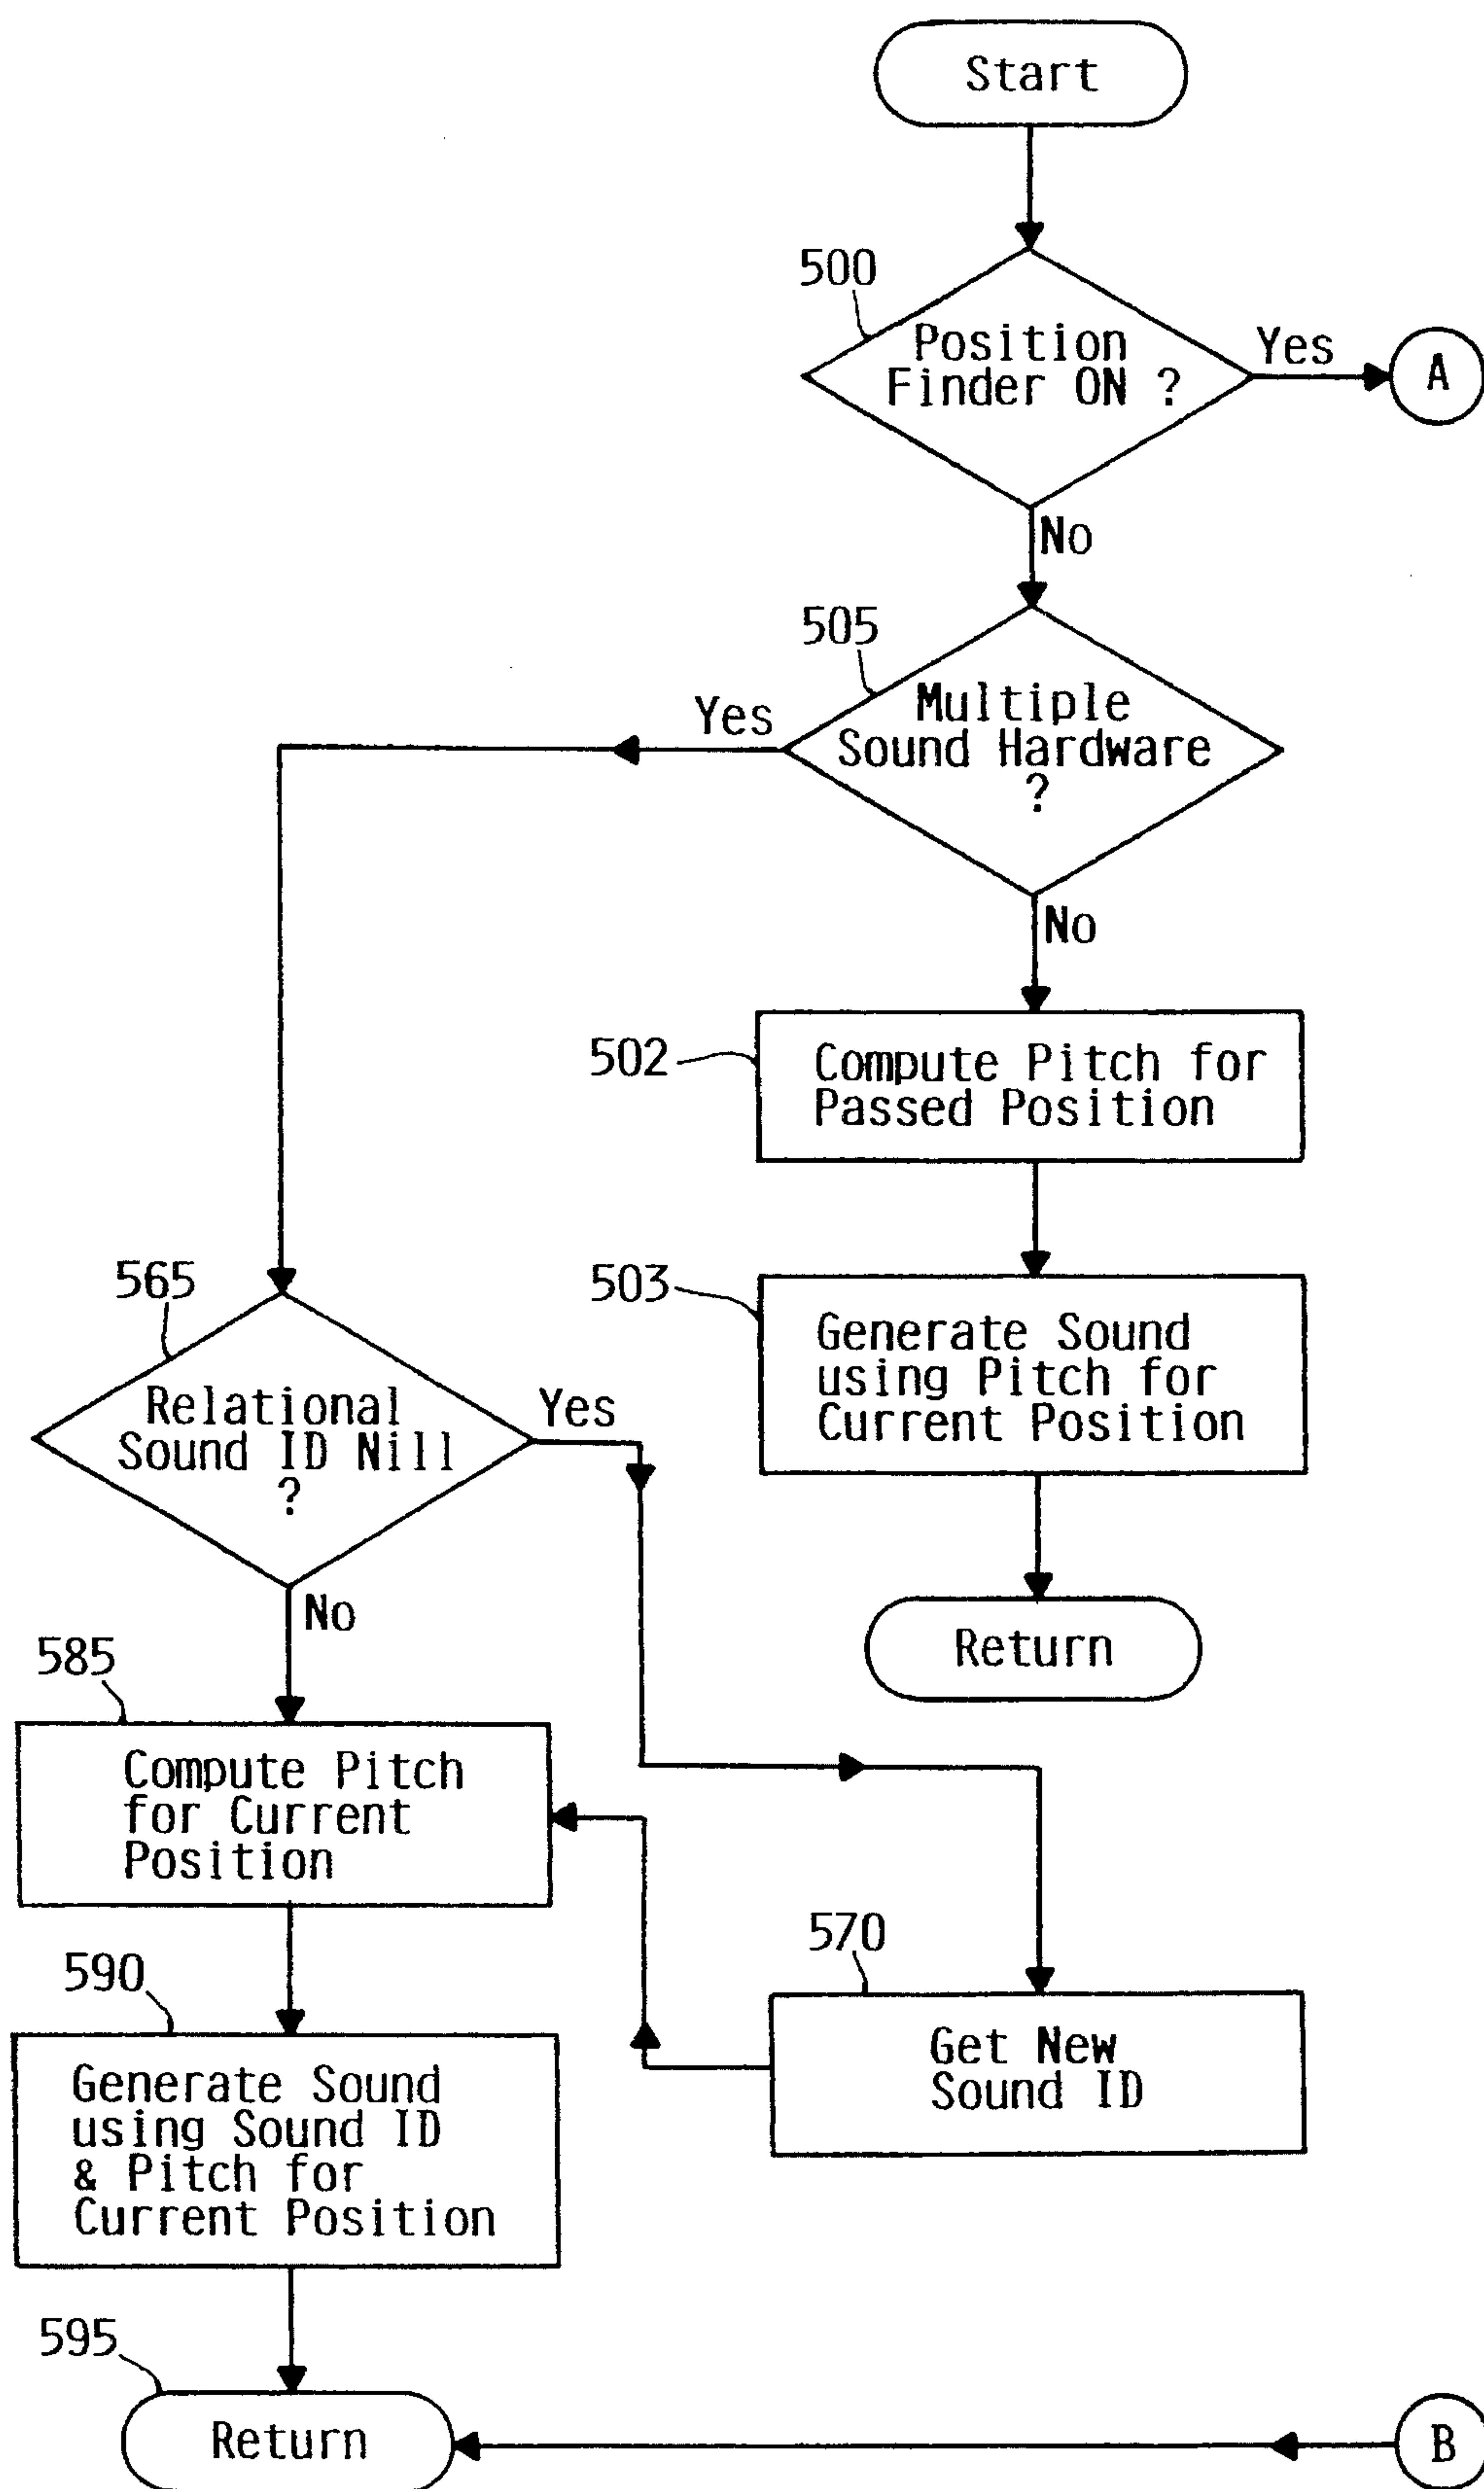 Start
500
Position
Finder ON ?
Yes
A
No
505
Multiple
Sound Hardware
?
Yes
No
502
Compute Pitch for
Passed Position
503
Generate Sound
using Pitch for
Current Position
Return
565
Relational
Sound ID Nill
?
Yes
No
585
Compute Pitch
for Current
Position
570
Get New
Sound ID
590
Generate Sound
using Sound ID
& Pitch for
Current Position
595
Return
B